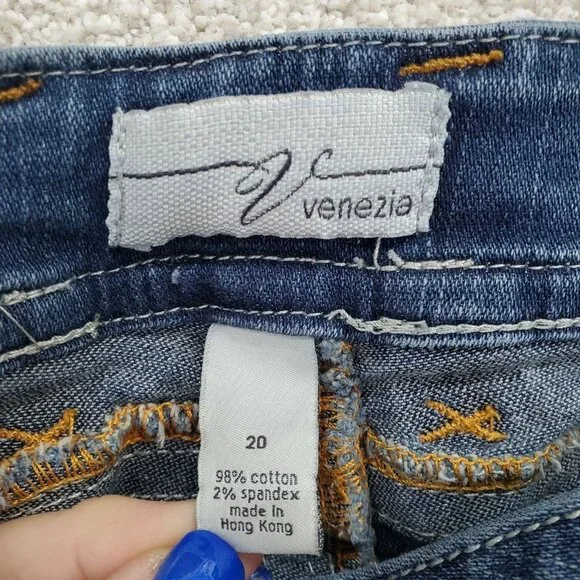 venezia
20
98% cotton
2% spandex
made in
Hong Kong